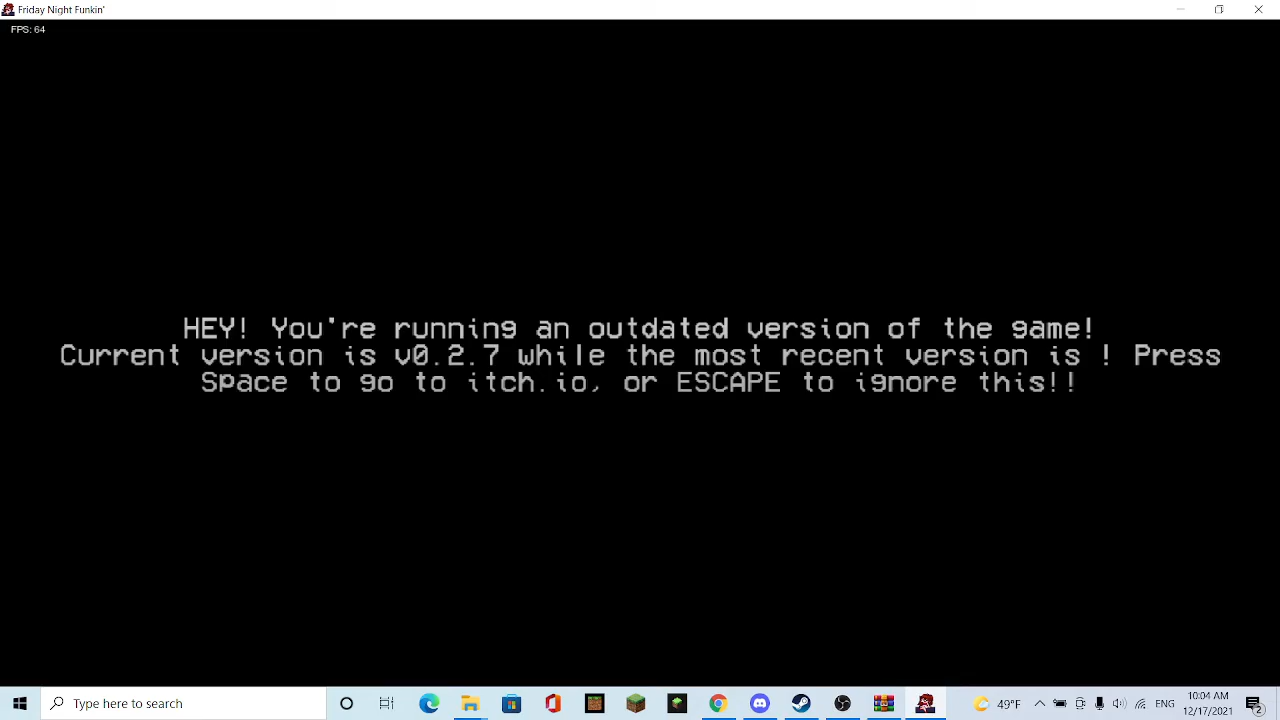 Friday Night Funkin'
FPS: 64
HEY! You're running an outdated version of the game!
Current version is v0.2.7 while the most recent version is ! Press
Space to go to itch.io, or ESCAPE to ignore this!!
Type here to search
49°F
ENG
10:04 AM
12/17/2021
2